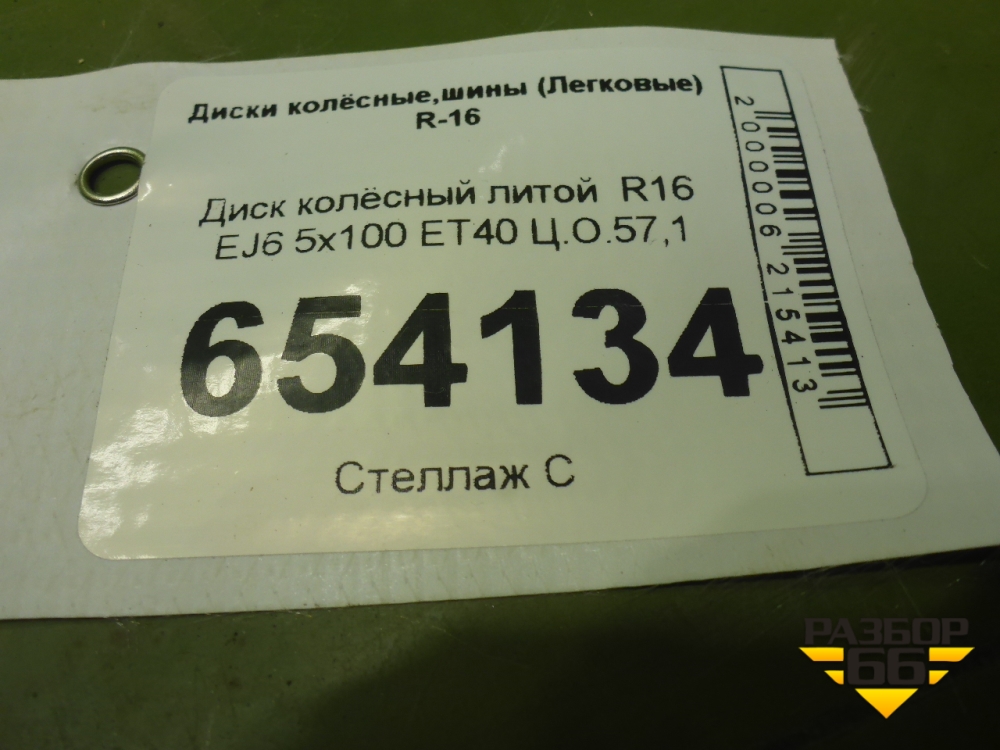 Диски колёсные,шины (Легковые)
R-16
Диск колёсный литой R16
EJ6 5x100 ET40 Ц.О.57,1
654134
Стеллаж С
2000006215413
РАЗБОР
66